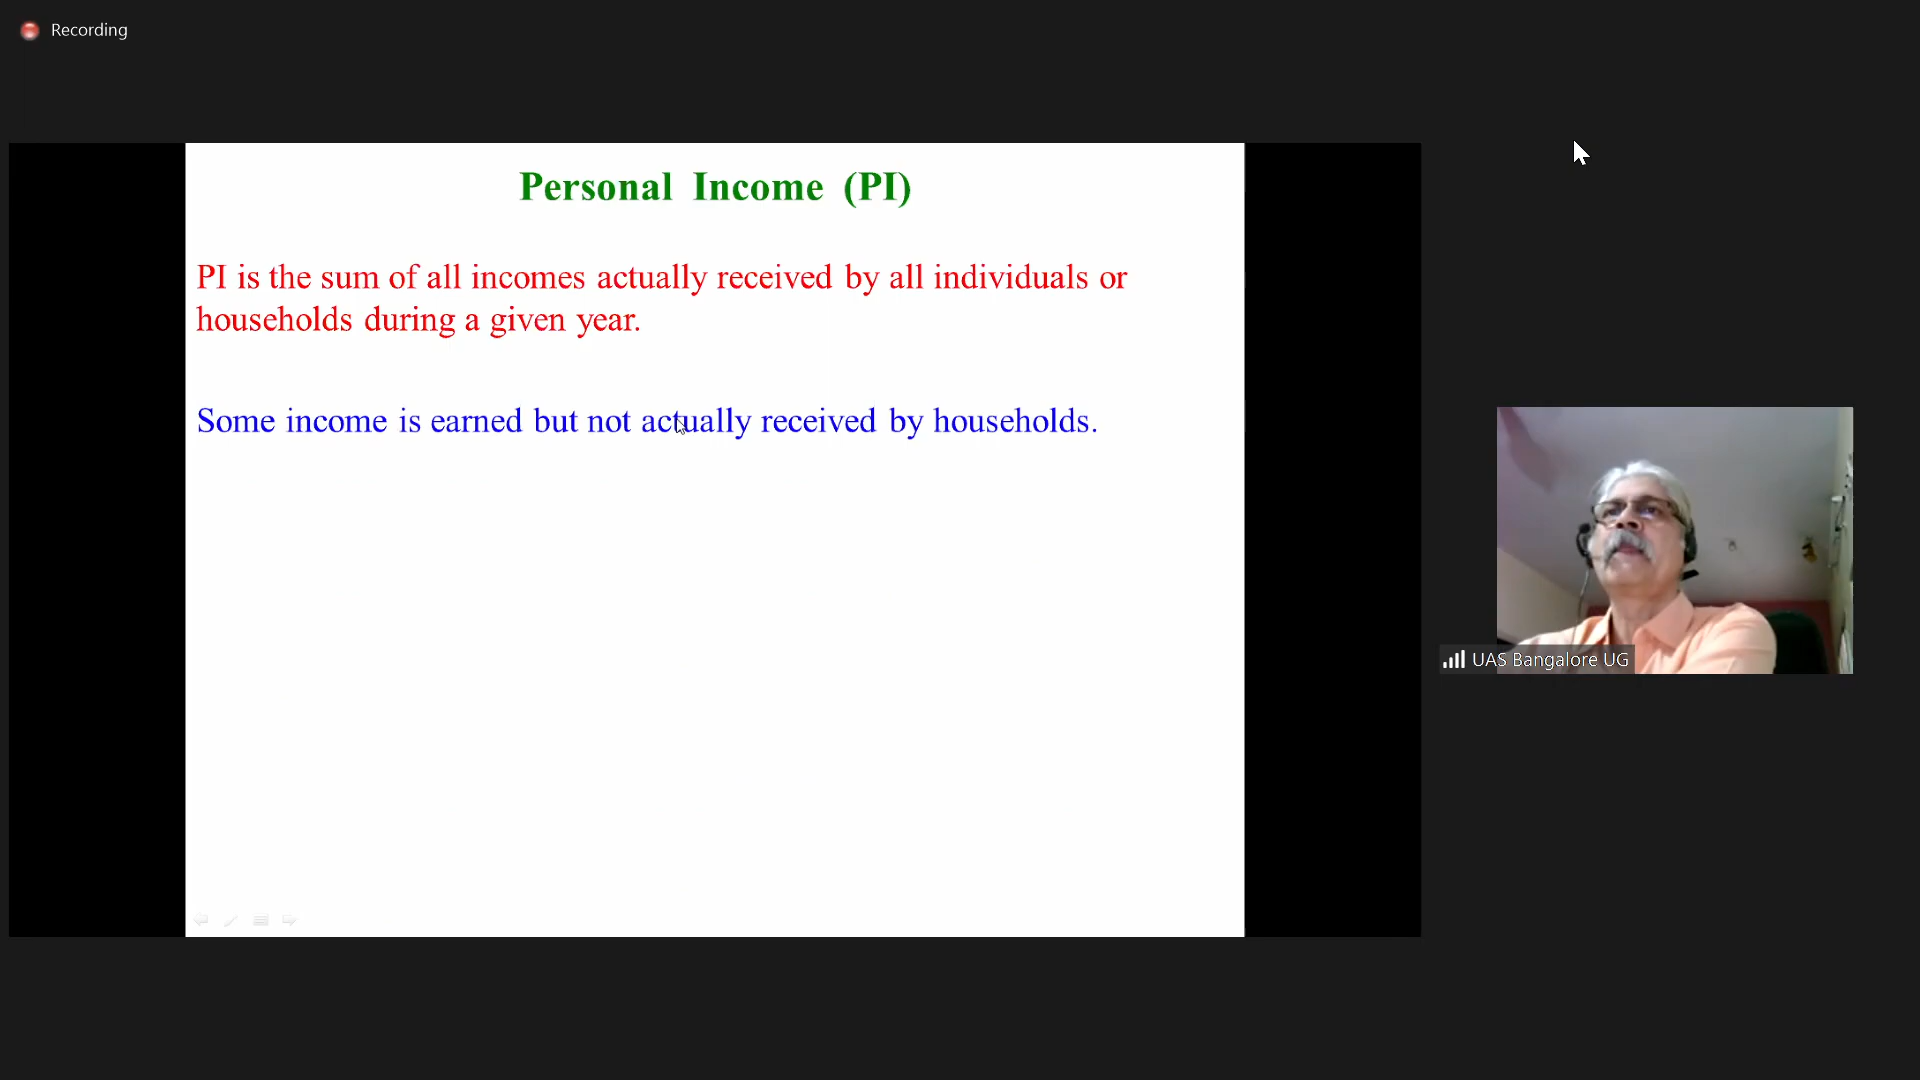 Recording
Personal Income (PI)
PI is the sum of all incomes actually received by all individuals or
households during a given year.
Some income is earned but not actually received by households.
UAS Bangalore UG